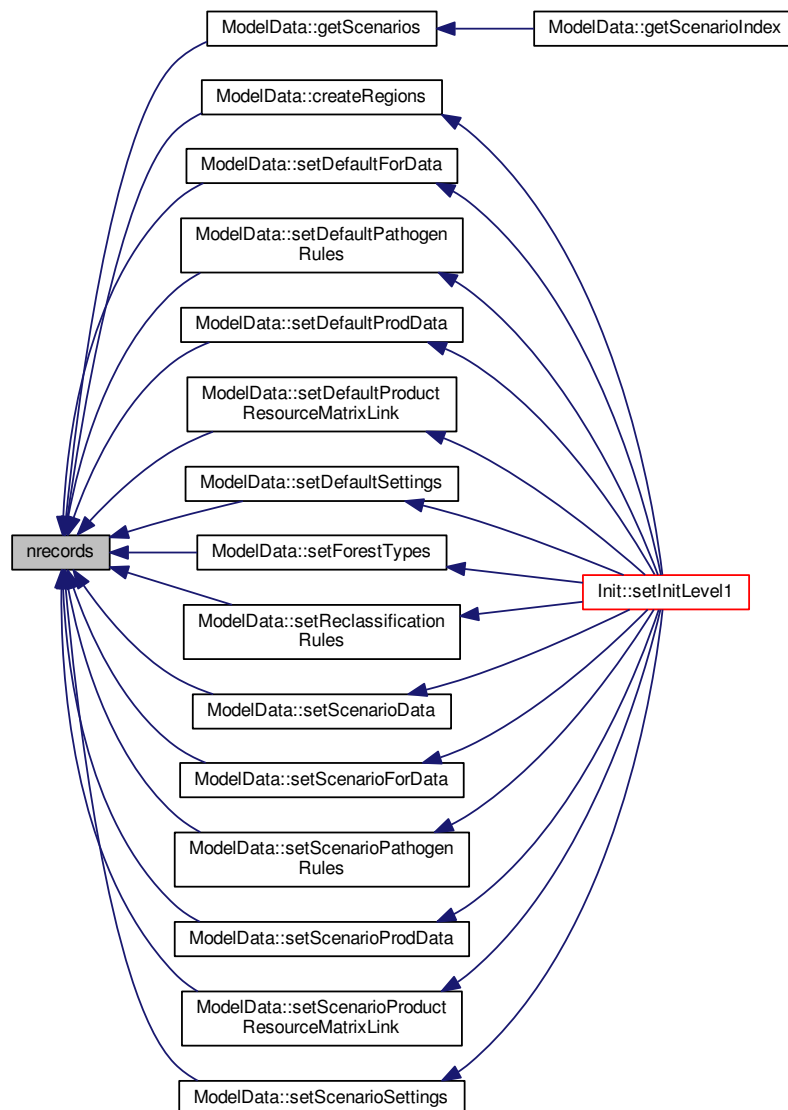 ModelData::getScenarios
ModelData::getScenarioIndex
ModelData::createRegions
ModelData::setDefaultForData
ModelData::setDefaultPathogen
Rules
ModelData::setDefaultProdData
ModelData::setDefaultProduct
ResourceMatrixLink
ModelData::setDefaultSettings
nrecords
ModelData::setForestTypes
Init::setInitLevel1
ModelData::setReclassification
Rules
ModelData::setScenarioData
ModelData::setScenarioForData
ModelData::setScenarioPathogen
Rules
ModelData::setScenarioProdData
ModelData::setScenarioProduct
ResourceMatrixLink
ModelData::setScenarioSettings